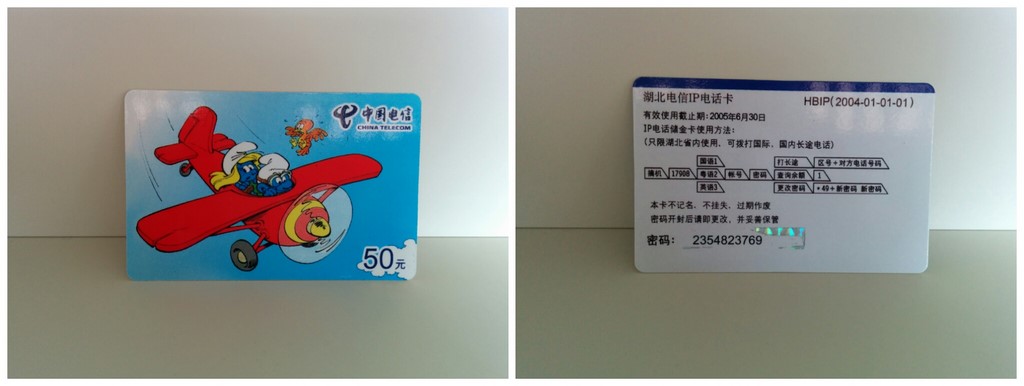 中国电信
CHINA TELECOM
50元
湖北电信IP电话卡
HBIP(2004-01-01-01)
有效使用截止期:2005年6月30日
IP电话储金卡使用方法:
(只限湖北省内使用、可拨打国际、国内长途电话)
国语1 打长途 区号+对方电话号码
摘机 17908 粤语2 帐号 密码 查询余额 1
英语3 更改密码 *49+新密码 新密码
本卡不记名、不挂失、过期作废
密码开封后请即更改,并妥善保管
密码: 2354823769